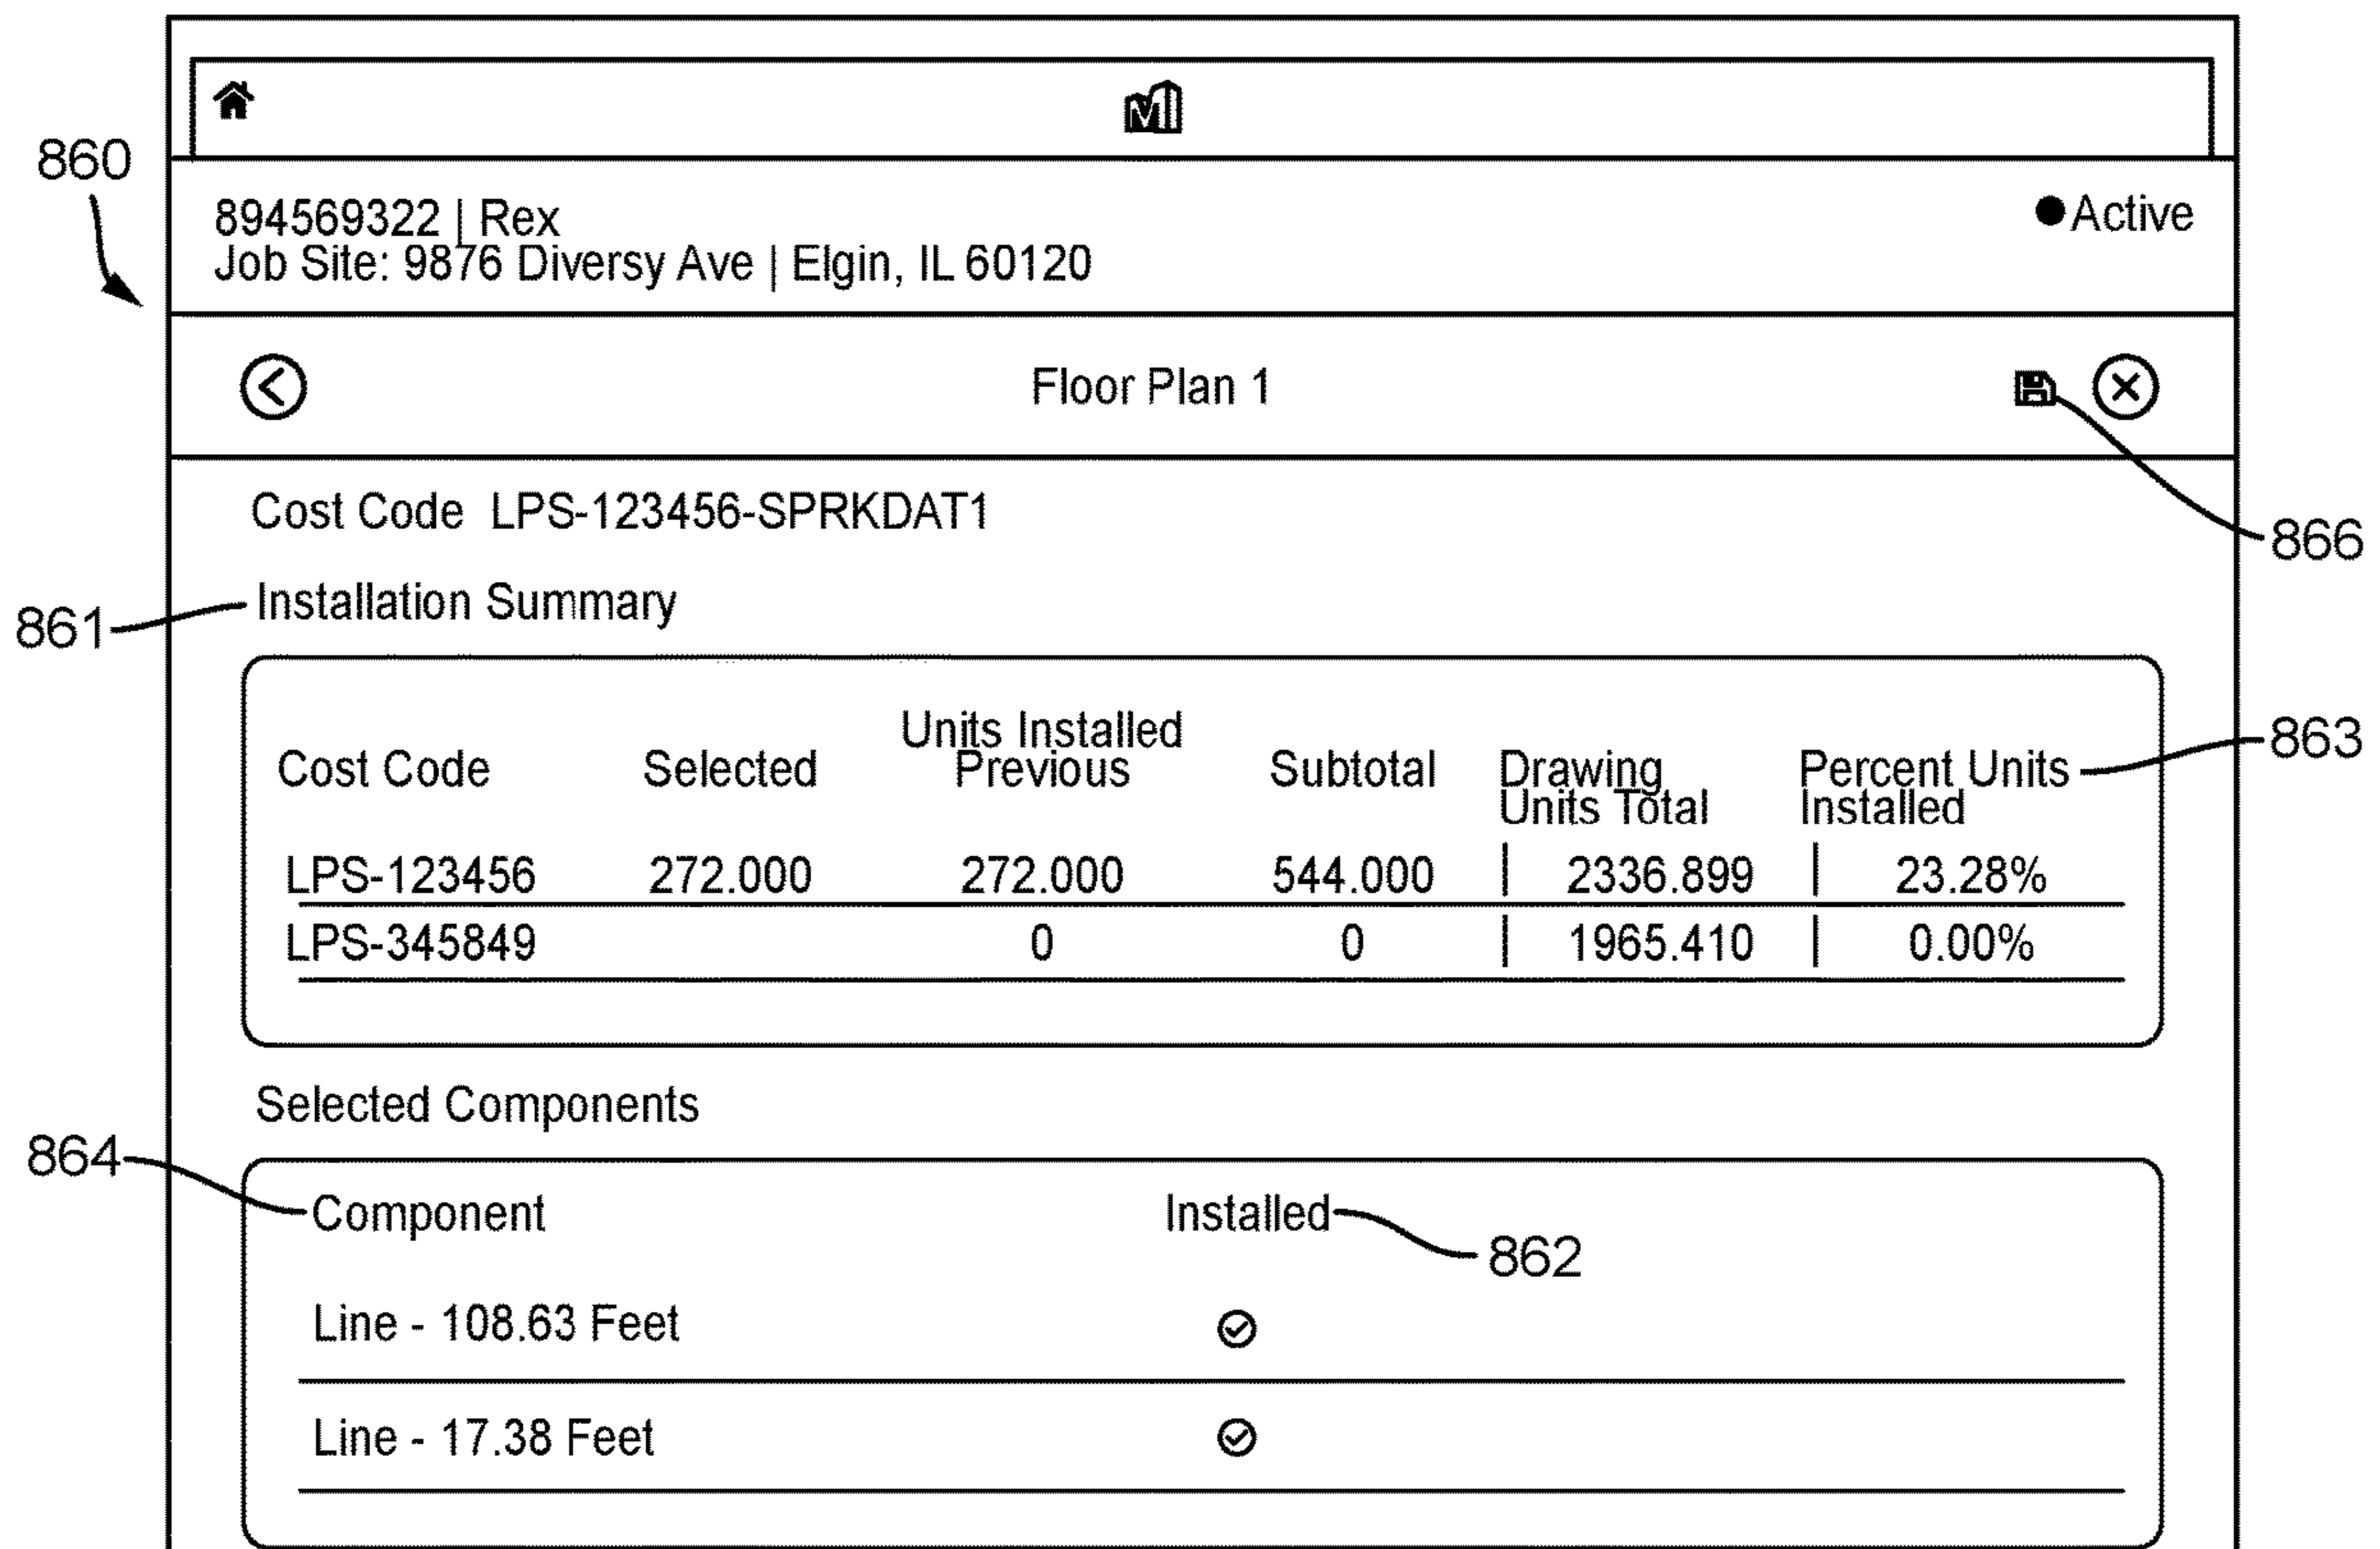 860
894569322 | Rex
● Active
Job Site: 9876 Diversy Ave | Elgin, IL 60120
Floor Plan 1
866
Cost Code LPS-123456-SPRKDAT1
861
Installation Summary
Units Installed
863
Cost Code Selected Previous Subtotal Drawing Percent Units
Units Total Installed
LPS-123456 272.000 272.000 544.000 | 2336.899 | 23.28%
LPS-345849 0 0 | 1965.410 | 0.00%
Selected Components
864
Component Installed
862
Line - 108.63 Feet
Line - 17.38 Feet